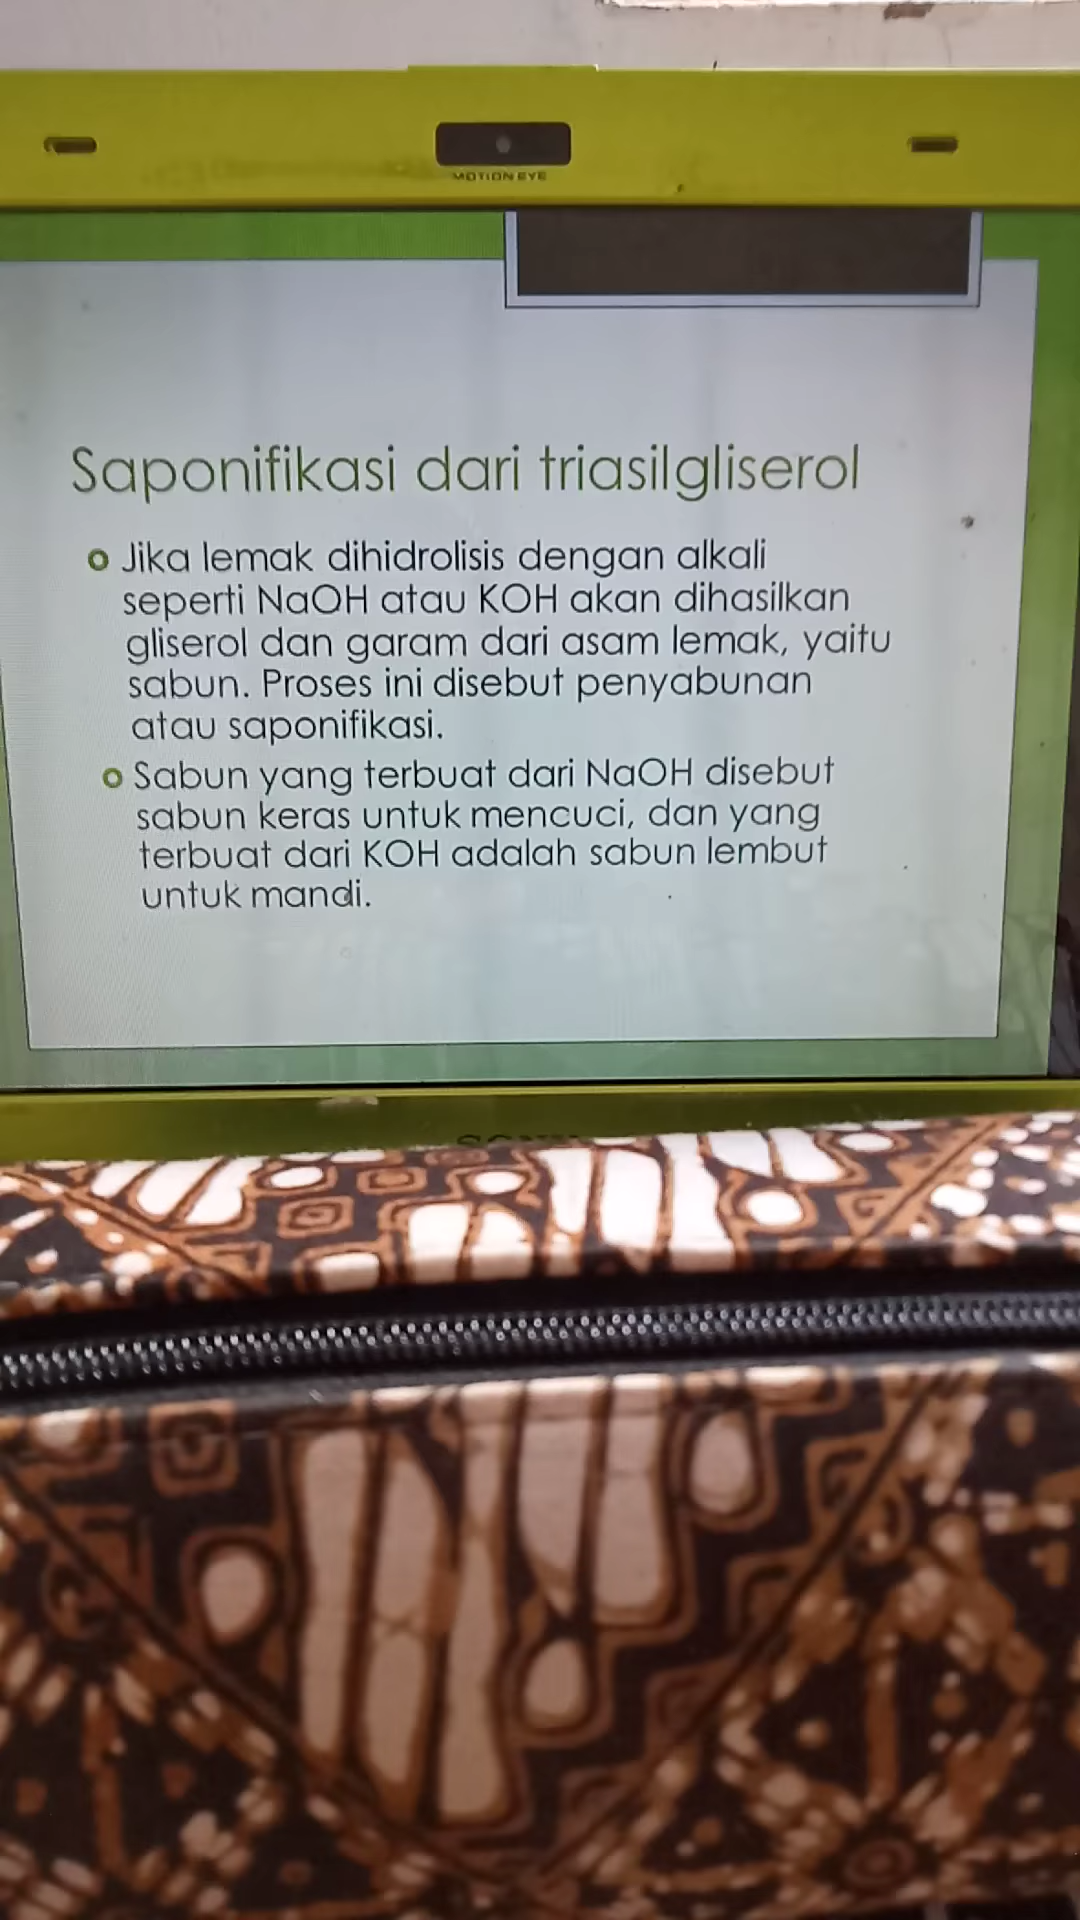 MOTION EYE
Saponifikasi dari triasilgliserol
Jika lemak dihidrolisis dengan alkali
seperti NaOH atau KOH akan dihasilkan
gliserol dan garam dari asam lemak, yaitu
sabun. Proses ini disebut penyabunan
atau saponifikasi.
Sabun yang terbuat dari NaOH disebut
sabun keras untuk mencuci, dan yang
terbuat dari KOH adalah sabun lembut
untuk mandi.